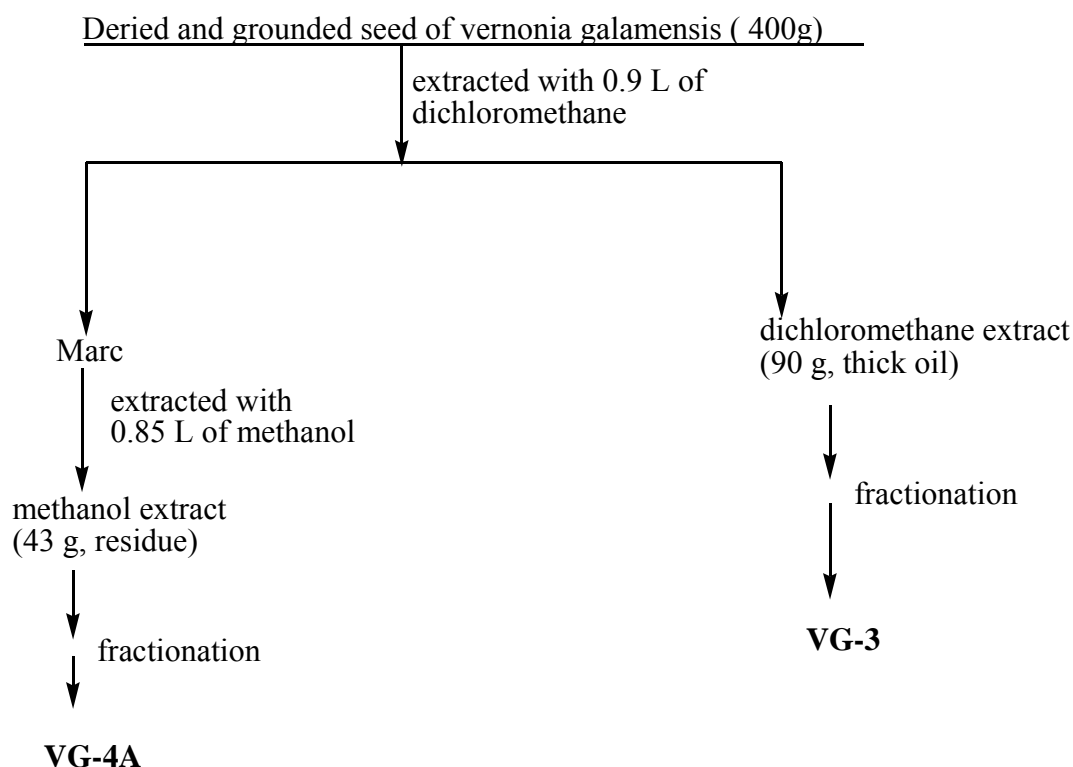 Deried and grounded seed of vernonia galamensis ( 400g)
extracted with 0.9 L of
dichloromethane
Marc
extracted with
0.85 L of methanol
methanol extract
(43 g, residue)
fractionation
VG-4A
dichloromethane extract
(90 g, thick oil)
fractionation
VG-3